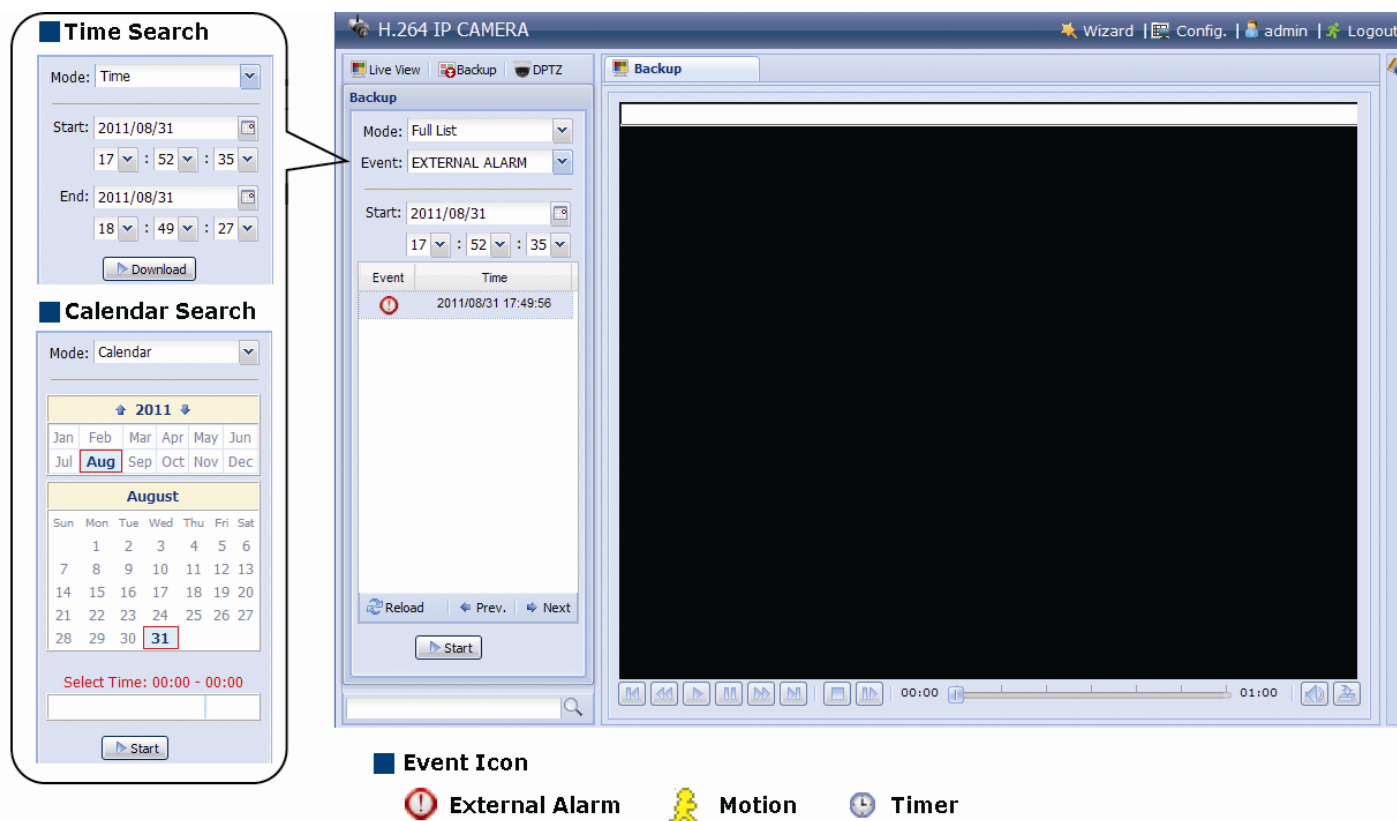 Time Search
Mode: Time
Start: 2011/08/31
17 : 52 : 35
End: 2011/08/31
18 : 49 : 27
Download
Calendar Search
Mode: Calendar
2011
Jan Feb Mar Apr May Jun
Jul Aug Sep Oct Nov Dec
August
Sun Mon Tue Wed Thu Fri Sat
1 2 3 4 5 6
7 8 9 10 11 12 13
14 15 16 17 18 19 20
21 22 23 24 25 26 27
28 29 30 31
Select Time: 00:00 - 00:00
Start
H.264 IP CAMERA
Wizard | Config. | admin | Logout
Live View Backup DPTZ
Backup
Mode: Full List
Event: EXTERNAL ALARM
Start: 2011/08/31
17 : 52 : 35
Event Time
2011/08/31 17:49:56
Reload Prev. Next
Start
Backup
00:00 01:00
Event Icon
External Alarm Motion Timer